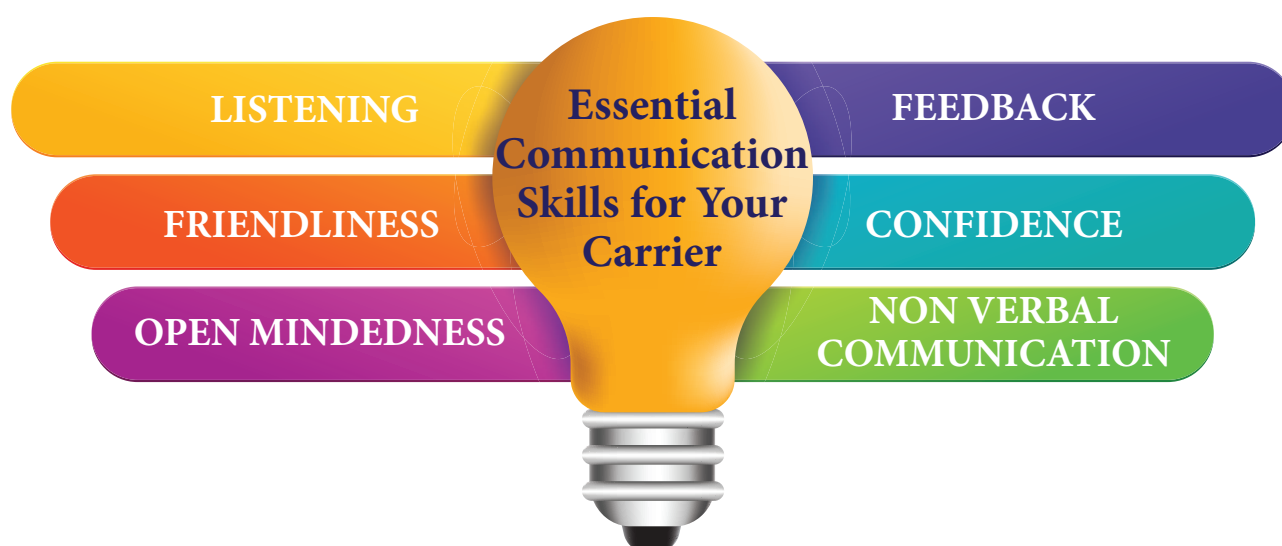 Essential
Communication
Skills for Your
Carrier
LISTENING
FRIENDLINESS
OPEN MINDEDNESS
FEEDBACK
CONFIDENCE
NON VERBAL
COMMUNICATION